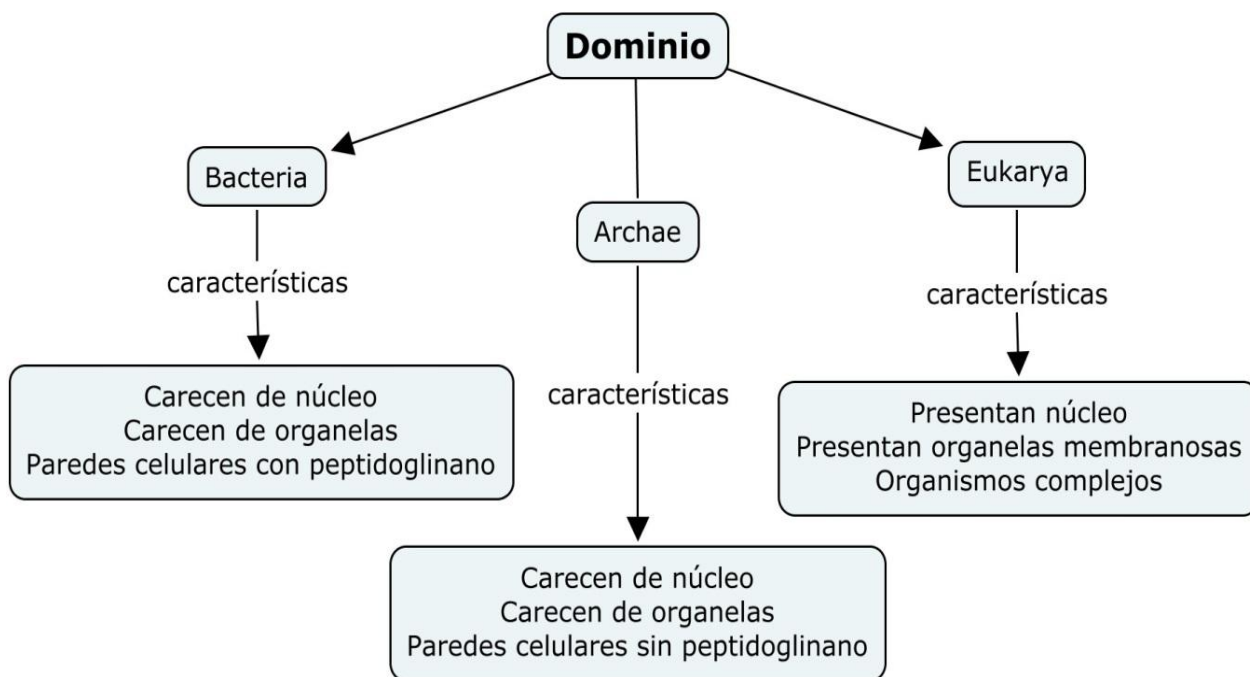 Dominio
Bacteria
características
Carecen de núcleo
Carecen de organelas
Paredes celulares con peptidoglinano
Archae
características
Carecen de núcleo
Carecen de organelas
Paredes celulares sin peptidoglinano
Eukarya
características
Presentan núcleo
Presentan organelas membranosas
Organismos complejos